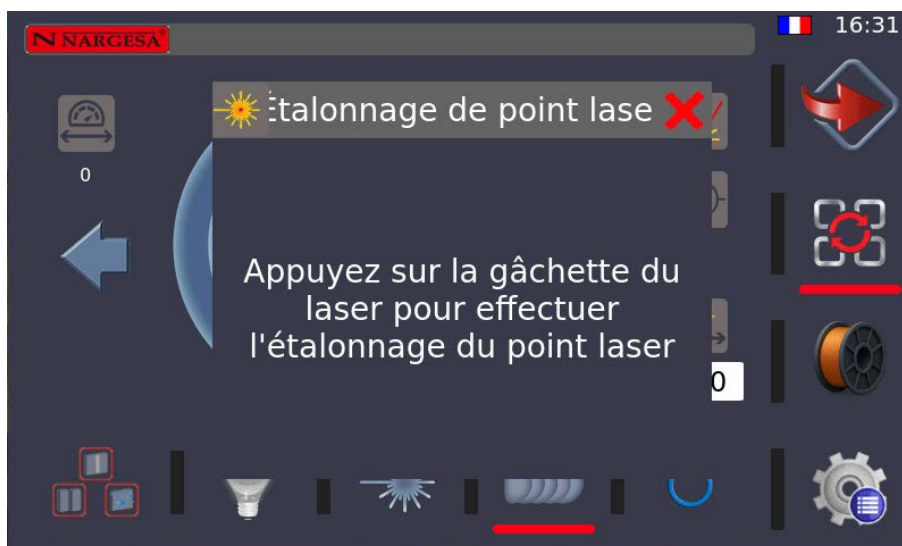 N NARGESA
16:31
Étalonnage de point lase
0
Appuyez sur la gâchette du
laser pour effectuer
l'étalonnage du point laser
0